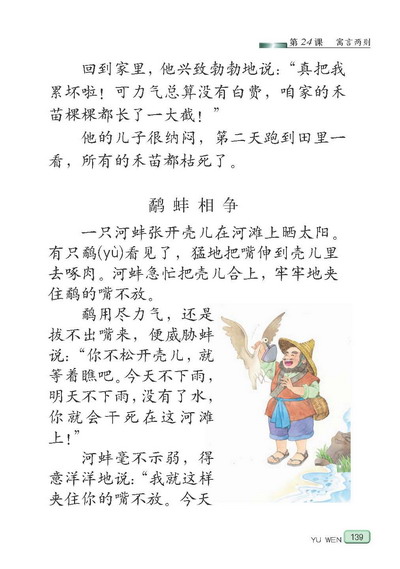 第24课 寓言两则
回到家里，他兴致勃勃地说：“真把我
累坏啦！可力气总算没有白费，咱家的禾
苗棵棵都长了一大截！”
他的儿子很纳闷，第二天跑到田里一
看，所有的禾苗都枯死了。
鹬蚌相争
一只河蚌张开壳儿在河滩上晒太阳。
有只鹬(yù)看见了，猛地把嘴伸到壳儿里
去啄肉。河蚌急忙把壳儿合上，牢牢地夹
住鹬的嘴不放。
鹬用尽力气，还是
拔不出嘴来，便威胁蚌
说：“你不松开壳儿，就
等着瞧吧。今天不下雨，
明天不下雨，没有了水，
你就会干死在这河滩
上！”
河蚌毫不示弱，得
意洋洋地说：“我就这样
夹住你的嘴不放。今天
YU WEN 139